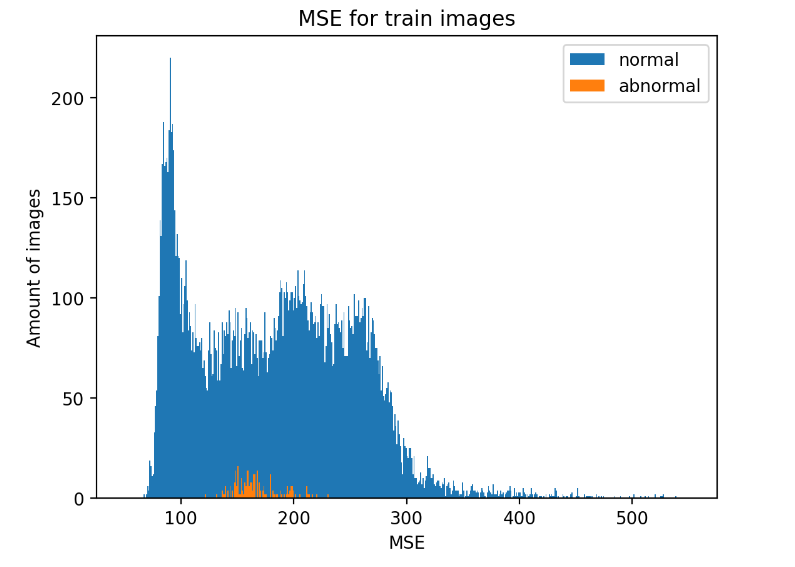 MSE for train images
normal
abnormal
Amount of images
200
150
100
50
0
100 200 300 400 500
MSE